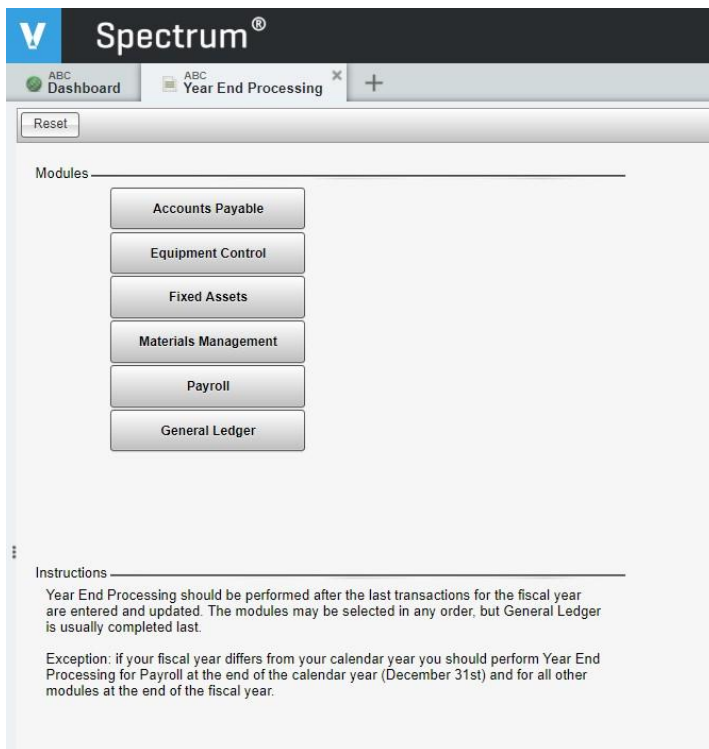 V Spectrum®
ABC
Dashboard
ABC
Year End Processing
Reset
Modules
Accounts Payable
Equipment Control
Fixed Assets
Materials Management
Payroll
General Ledger
Instructions
Year End Processing should be performed after the last transactions for the fiscal year
are entered and updated. The modules may be selected in any order, but General Ledger
is usually completed last.
Exception: if your fiscal year differs from your calendar year you should perform Year End
Processing for Payroll at the end of the calendar year (December 31st) and for all other
modules at the end of the fiscal year.